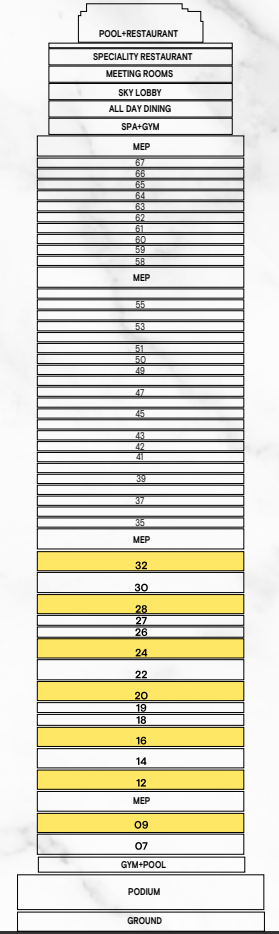 POOL+RESTAURANT
SPECIALITY RESTAURANT
MEETING ROOMS
SKY LOBBY
ALL DAY DINING
SPA+GYM
MEP
67
66
65
64
63
62
61
60
59
58
MEP
55
53
51
50
49
47
45
43
42
41
39
37
35
MEP
32
30
28
27
26
24
22
20
19
18
16
14
12
MEP
09
07
GYM+POOL
PODIUM
GROUND